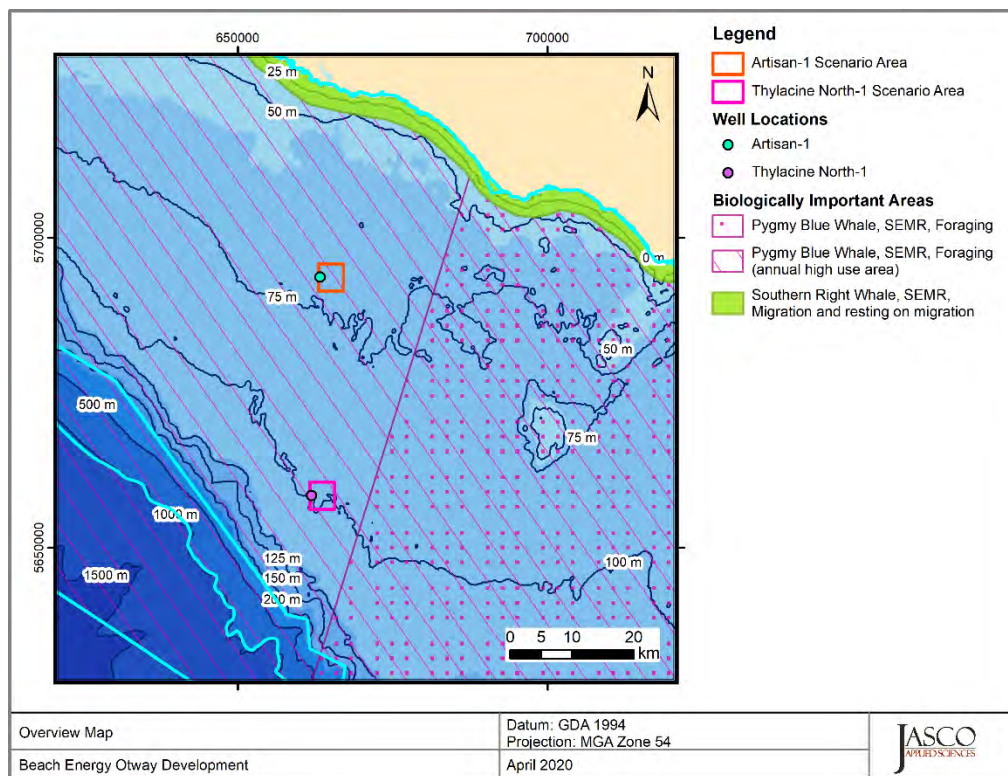 650000
700000
5700000
5650000
25 m
50 m
75 m
0 m
50 m
75 m
500 m
1000 m
1500 m
125 m
150 m
200 m
100 m
N
0 5 10 20
km
Legend
Artisan-1 Scenario Area
Thylacine North-1 Scenario Area
Well Locations
Artisan-1
Thylacine North-1
Biologically Important Areas
Pygmy Blue Whale, SEMR, Foraging
Pygmy Blue Whale, SEMR, Foraging
(annual high use area)
Southern Right Whale, SEMR,
Migration and resting on migration
Overview Map
Datum: GDA 1994
Projection: MGA Zone 54
Beach Energy Otway Development
April 2020
JASCO
APPLIED SCIENCES